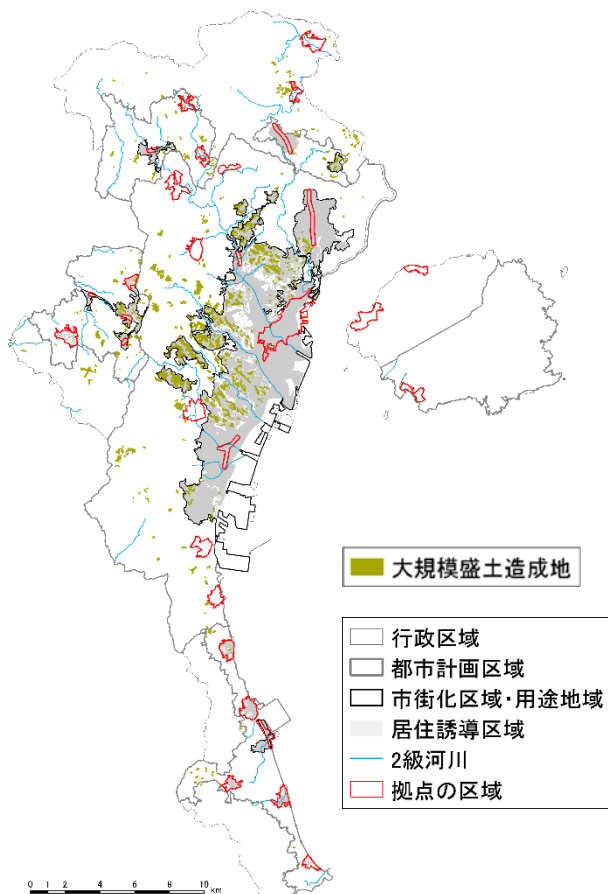 大規模盛土造成地
行政区域
都市計画区域
市街化区域・用途地域
居住誘導区域
2級河川
拠点の区域
0 1 2 4 6 8 10
km